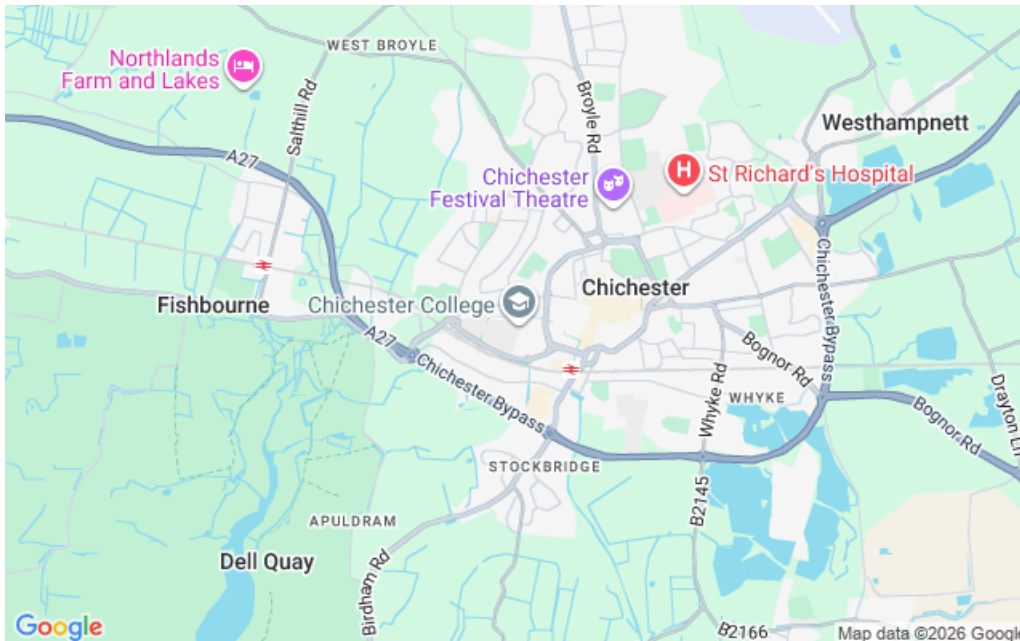 WEST BROYLE
Northlands
Farm and Lakes
Salthill Rd
Broyle Rd
Westhampnett
A27
Chichester
Festival Theatre
H
St Richard's Hospital
Chichester Bypass
Fishbourne
Chichester College
Chichester
A27
Chichester Bypass
Bognor Rd
Whyke Rd
WHYKE
Bognor Rd
Drayton Ln
STOCKBRIDGE
B2145
APULDRAM
Dell Quay
Birdham Rd
B2166
Google
Map data ©2026 Google